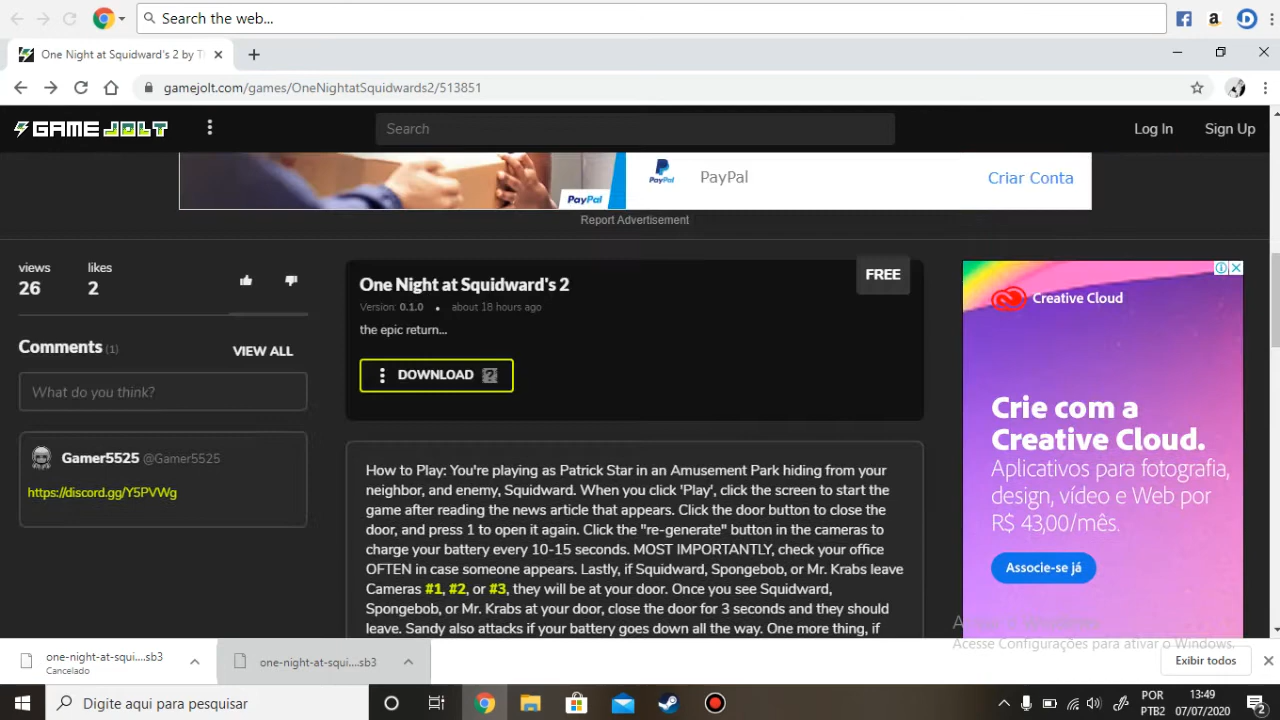 Search the web...
One Night at Squidward's 2 by T
gamejolt.com/games/OneNightatSquidwards2/513851
GAME JOLT
Search
Log In
Sign Up
PayPal
PayPal
PayPal
Criar Conta
Report Advertisement
views
likes
26
2
Comments (1)
VIEW ALL
What do you think?
Gamer5525 @Gamer5525
https://discord.gg/Y5PVWg
One Night at Squidward's 2
FREE
Version: 0.1.0 • about 18 hours ago
the epic return...
DOWNLOAD
How to Play: You're playing as Patrick Star in an Amusement Park hiding from your
neighbor, and enemy, Squidward. When you click 'Play', click the screen to start the
game after reading the news article that appears. Click the door button to close the
door, and press 1 to open it again. Click the "re-generate" button in the cameras to
charge your battery every 10-15 seconds. MOST IMPORTANTLY, check your office
OFTEN in case someone appears. Lastly, if Squidward, Spongebob, or Mr. Krabs leave
Cameras #1, #2, or #3, they will be at your door. Once you see Squidward,
Spongebob, or Mr. Krabs at your door, close the door for 3 seconds and they should
leave. Sandy also attacks if your battery goes down all the way. One more thing, if
Creative Cloud
Crie com a
Creative Cloud.
Aplicativos para fotografia,
design, vídeo e Web por
R$ 43,00/mês.
Associe-se já
Acesse Configurações para ativar o Windows.
one-night-at-squi....sb3
Cancelado
one-night-at-squi....sb3
Exibir todos
Digite aqui para pesquisar
POR
PTB2
13:49
07/07/2020
2